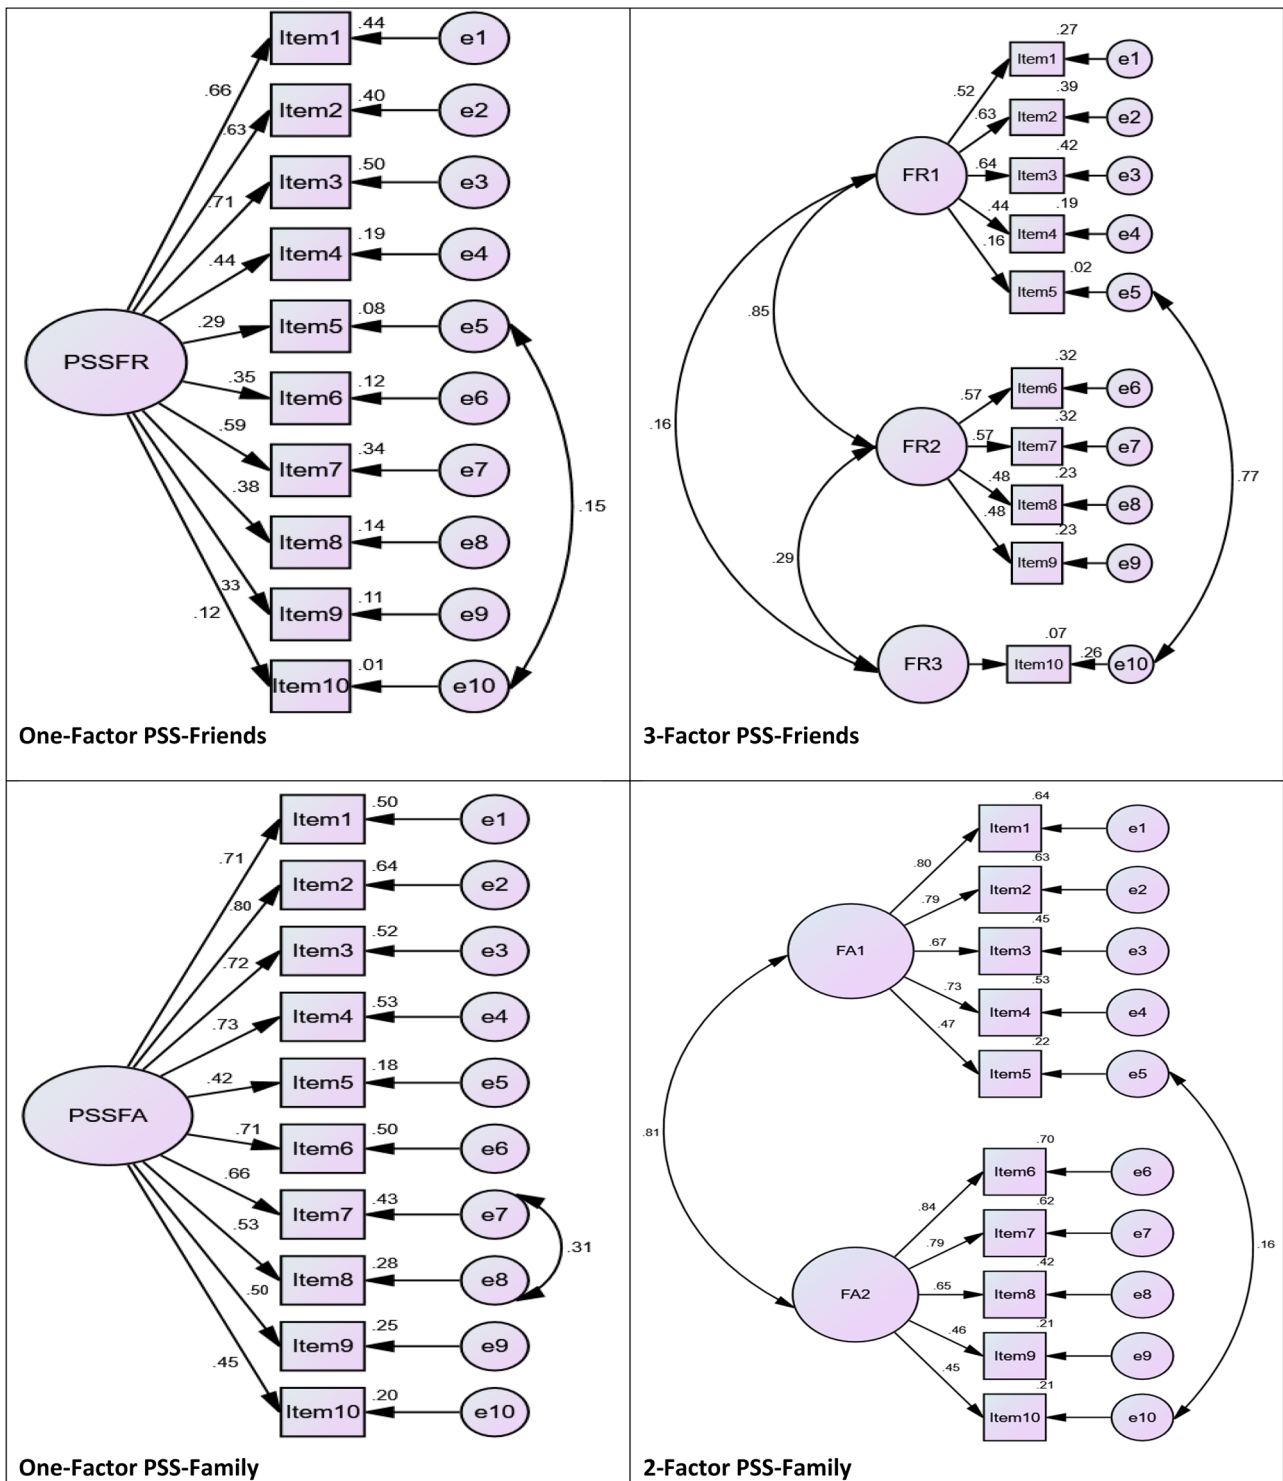 .44
Item1
e1
.66
.40
Item2
e2
.63
.50
Item3
e3
.71
.19
Item4
e4
.44
.08
Item5
e5
.29
PSSFR
.12
Item6
e6
.35
.34
Item7
e7
.59
.14
Item8
e8
.38
.15
.11
Item9
e9
.33
.01
Item10
e10
.12
One-Factor PSS-Friends
.27
Item1
e1
.52
.39
Item2
e2
.63
.42
FR1
.64
Item3
e3
.19
.44
Item4
e4
.16
.02
Item5
e5
.85
.32
.57
Item6
e6
.16
.32
FR2
.57
Item7
e7
.23
.48
Item8
e8
.77
.48
.23
Item9
e9
.29
.07
FR3
Item10
.26
e10
3-Factor PSS-Friends
.50
Item1
e1
.71
.64
Item2
e2
.80
.52
Item3
e3
.72
.53
Item4
e4
.73
.18
Item5
e5
.42
PSSFA
.50
Item6
e6
.71
.43
Item7
e7
.66
.31
.28
Item8
e8
.53
.25
Item9
e9
.50
.20
Item10
e10
.45
One-Factor PSS-Family
.64
Item1
e1
.80
.63
Item2
e2
.79
.45
FA1
.67
Item3
e3
.53
.73
Item4
e4
.47
.22
Item5
e5
.81
.70
Item6
e6
.84
.62
Item7
e7
.79
.16
.42
FA2
.65
Item8
e8
.21
.46
Item9
e9
.45
.21
Item10
e10
2-Factor PSS-Family